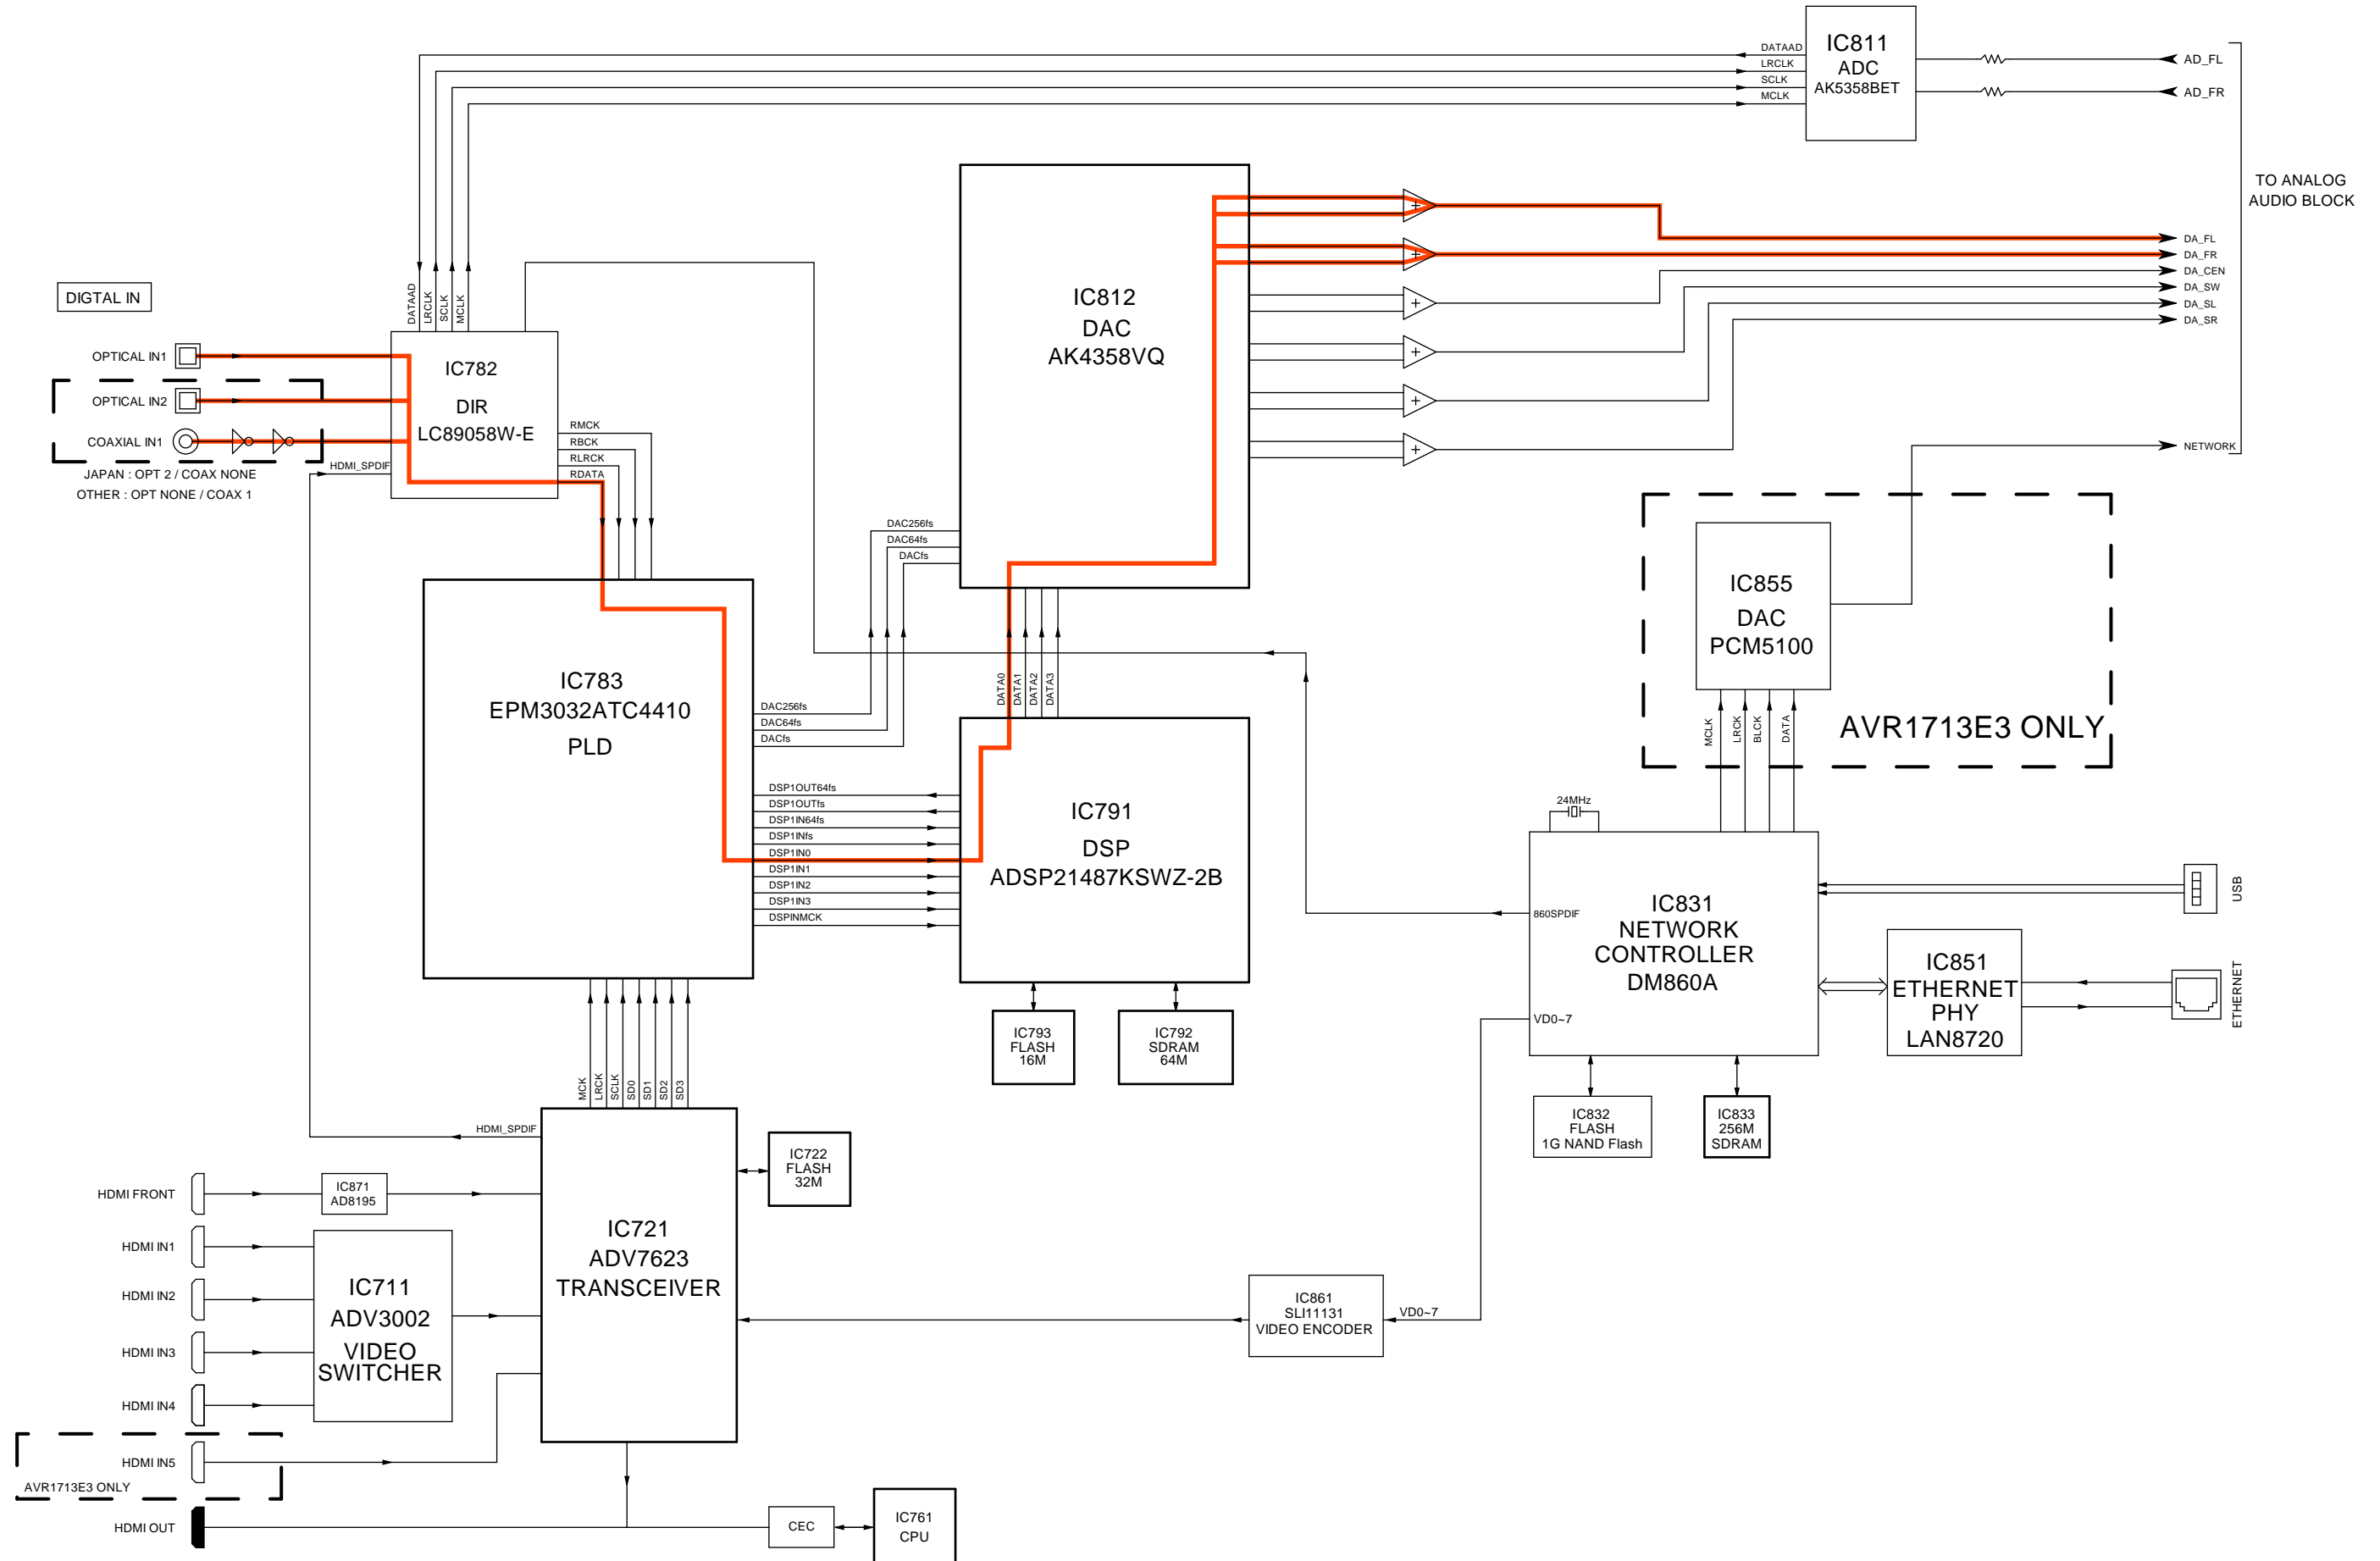 DATAAD
LRCLK
SCLK
MCLK
IC811
ADC
AK5358BET
AD_FL
AD_FR
TO ANALOG
AUDIO BLOCK
DA_FL
DA_FR
DA_CEN
DA_SW
DA_SL
DA_SR
NETWORK
DIGTAL IN
OPTICAL IN1
OPTICAL IN2
COAXIAL IN1
JAPAN : OPT 2 / COAX NONE
OTHER : OPT NONE / COAX 1
HDMI_SPDIF
DATAAD
LRCLK
SCLK
MCLK
IC782
DIR
LC89058W-E
RMCK
RBCK
RLRCK
RDATA
IC812
DAC
AK4358VQ
DAC256fs
DAC64fs
DACfs
IC783
EPM3032ATC4410
PLD
DAC256fs
DAC64fs
DACfs
DSP1OUT64fs
DSP1OUTfs
DSP1IN64fs
DSP1INfs
DSP1IN0
DSP1IN1
DSP1IN2
DSP1IN3
DSPINMCK
DATA0
DATA1
DATA2
DATA3
IC791
DSP
ADSP21487KSWZ-2B
IC793
FLASH
16M
IC792
SDRAM
64M
IC855
DAC
PCM5100
AVR1713E3 ONLY
MCLK
LRCK
BLCK
DATA
24MHz
860SPDIF
IC831
NETWORK
CONTROLLER
DM860A
VD0~7
USB
IC851
ETHERNET
PHY
LAN8720
ETHERNET
IC832
FLASH
1G NAND Flash
IC833
256M
SDRAM
MCK
LRCK
SCLK
SD0
SD1
SD2
SD3
HDMI_SPDIF
IC722
FLASH
32M
HDMI FRONT
IC871
AD8195
HDMI IN1
HDMI IN2
HDMI IN3
HDMI IN4
IC711
ADV3002
VIDEO
SWITCHER
IC721
ADV7623
TRANSCEIVER
IC861
SLI11131
VIDEO ENCODER
VD0~7
HDMI IN5
AVR1713E3 ONLY
HDMI OUT
CEC
IC761
CPU